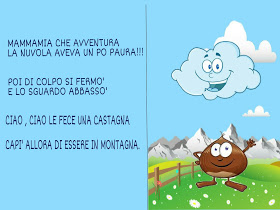 MAMMAMIA CHE AVVENTURA
LA NUVOLA AVEVA UN PO PAURA!!!
POI DI COLPO SI FERMO'
E LO SGUARDO ABBASSO'
CIAO , CIAO LE FECE UNA CASTAGNA
CAPI' ALLORA DI ESSERE IN MONTAGNA.